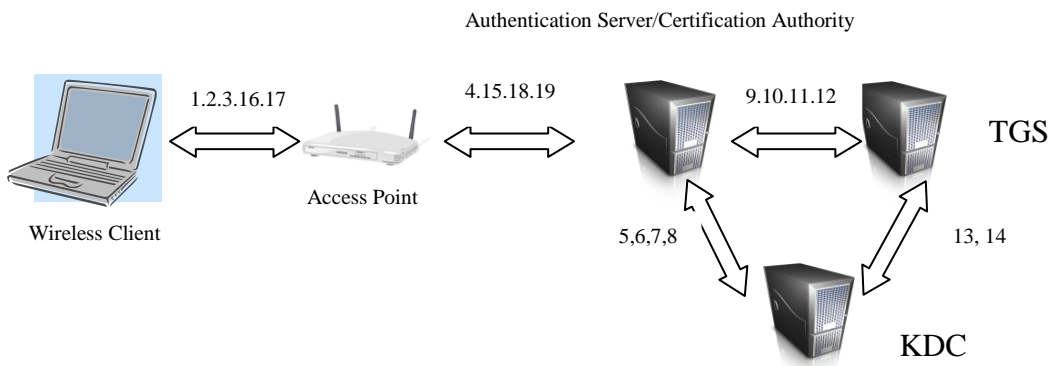 Authentication Server/Certification Authority
1.2.3.16.17
4.15.18.19
9.10.11.12
TGS
Access Point
Wireless Client
5,6,7,8
13, 14
KDC